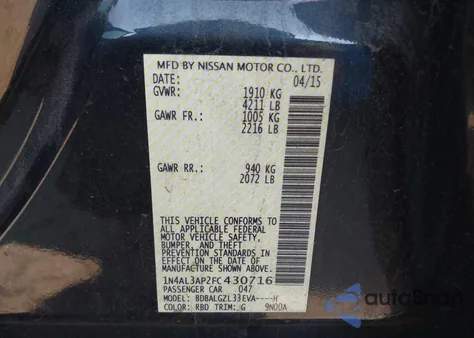 MFD BY NISSAN MOTOR CO., LTD.
DATE: 04/15
GVWR: 1910 KG
4211 LB
GAWR FR.: 1005 KG
2216 LB
GAWR RR.: 940 KG
2072 LB
THIS VEHICLE CONFORMS TO
ALL APPLICABLE FEDERAL
MOTOR VEHICLE SAFETY,
BUMPER, AND THEFT
PREVENTION STANDARDS IN
EFFECT ON THE DATE OF
MANUFACTURE SHOWN ABOVE.
1N4AL3AP2FC430716
PASSENGER CAR 047
MODEL: BDBALGZL33EVA----H
COLOR: RBD TRIM: G 9N00A
autobidsnap